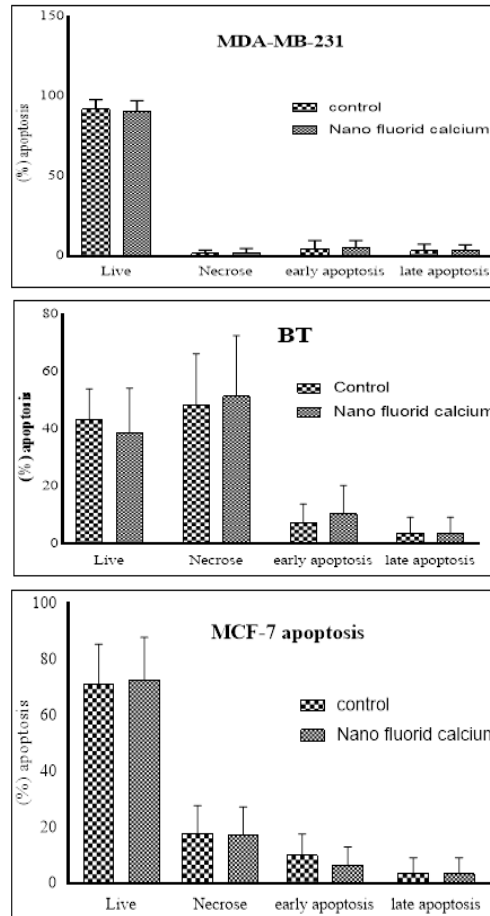 MDA-MB-231
150
100
50
0
(%) apoptosis
control
Nano fluorid calcium
Live Necrose early apoptosis late apoptosis
BT
80
60
40
20
0
(%) apoptosis
Control
Nano fluorid calcium
Live Necrose early apoptosis late apoptosis
MCF-7 apoptosis
100
80
60
40
20
0
(%) apoptosis
control
Nano fluorid calcium
Live Necrose early apoptosis late apoptosis